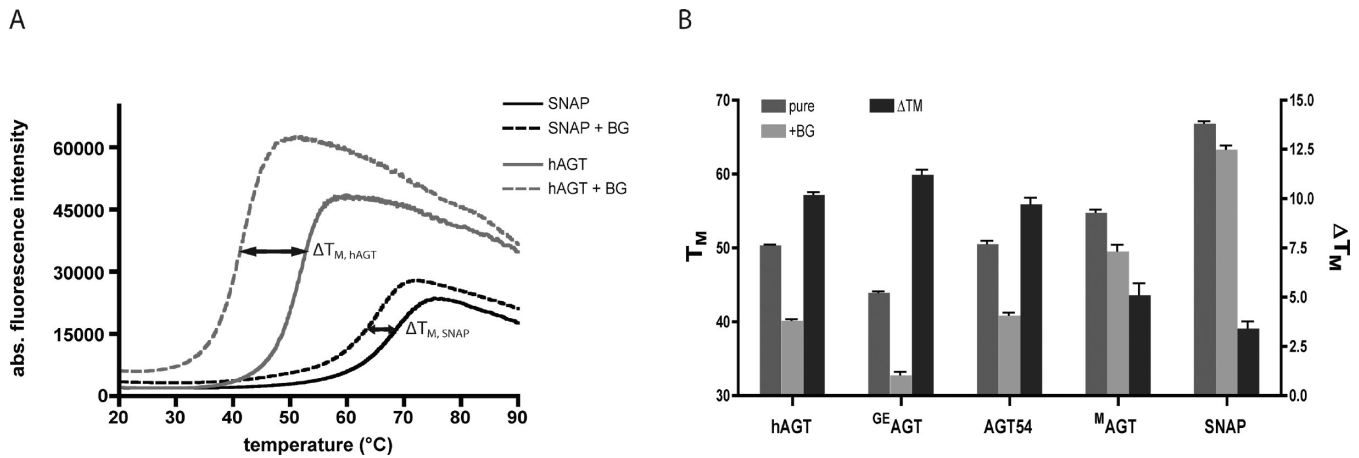 A
abs. fluorescence intensity
60000
45000
30000
15000
0
20 30 40 50 60 70 80 90
temperature (°C)
SNAP
SNAP + BG
hAGT
hAGT + BG
ΔTM, hAGT
ΔTM, SNAP
B
pure
+BG
ΔTM
TM
70
60
50
40
30
15.0
12.5
10.0
7.5
5.0
2.5
0.0
ΔTM
hAGT GEAGT AGT54 MAGT SNAP